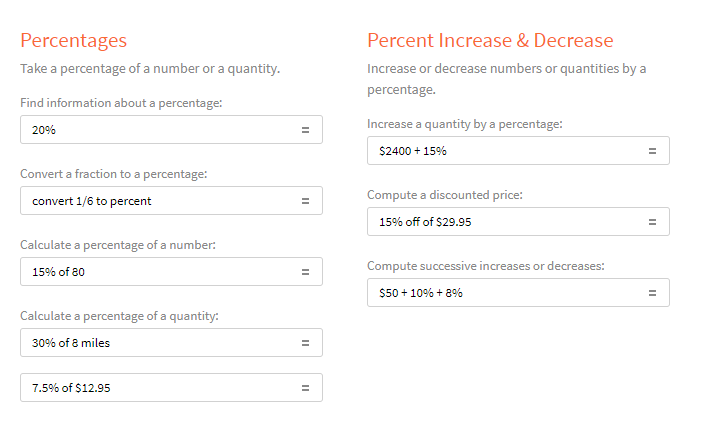 Percentages
Take a percentage of a number or a quantity.
Find information about a percentage:
20% =
Convert a fraction to a percentage:
convert 1/6 to percent =
Calculate a percentage of a number:
15% of 80 =
Calculate a percentage of a quantity:
30% of 8 miles =
7.5% of $12.95 =
Percent Increase & Decrease
Increase or decrease numbers or quantities by a
percentage.
Increase a quantity by a percentage:
$2400 + 15% =
Compute a discounted price:
15% off of $29.95 =
Compute successive increases or decreases:
$50 + 10% + 8% =